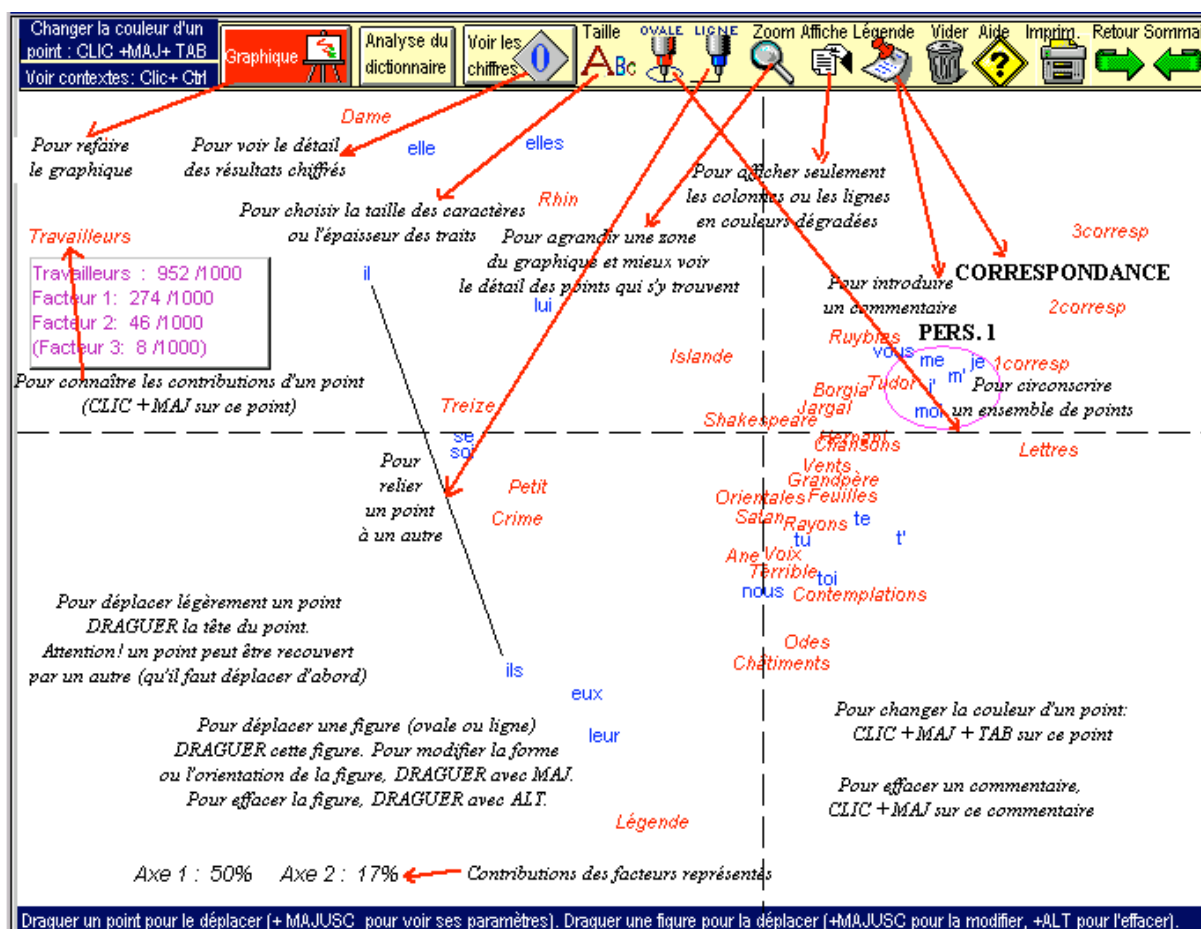 Changer la couleur d'un
point : CLIC +MAJ+ TAB
Voir contextes: Clic+ Ctrl
Graphique
Analyse du
dictionnaire
Voir les
chiffres
0
Taille
ABc
OVALE
LIGNE
Zoom
Affiche
Légende
Vider
Aide
?
Imprim.
Retour
Somma
Dame
elle
elles
Pour refaire
le graphique
Pour voir le détail
des résultats chiffrés
Pour afficher seulement
les colonnes ou les lignes
en couleurs dégradées
Rhin
Pour choisir la taille des caractères
ou l'épaisseur des traits
Travailleurs
3corresp
Pour agrandir une zone
du graphique et mieux voir
le détail des points qui s'y trouvent
Travailleurs : 952 /1000
Facteur 1: 274 /1000
Facteur 2: 46 /1000
(Facteur 3: 8 /1000)
il
lui
CORRESPONDANCE
Pour introduire
un commentaire
2corresp
PERS. 1
Ruyblas
vous
me
je
1corresp
Islande
m'
j'
Tudor
moi
Pour circonscrire
un ensemble de points
Pour connaître les contributions d'un point
(CLIC +MAJ sur ce point)
Borgia
Jargal
Treize
Shakespeare
Hernani
Chansons
Lettres
se
soi
Pour
relier
un point
à un autre
Vents
Grandpère
Petit
Orientales
Feuilles
Crime
Satan
Rayons
te
tu
t'
Ane
Voix
Terrible
toi
nous
Contemplations
Pour déplacer légèrement un point
DRAGUER la tête du point.
Attention! un point peut être recouvert
par un autre (qu'il faut déplacer d'abord)
Odes
Châtiments
ils
eux
leur
Pour déplacer une figure (ovale ou ligne)
DRAGUER cette figure. Pour modifier la forme
ou l'orientation de la figure, DRAGUER avec MAJ.
Pour effacer la figure, DRAGUER avec ALT.
Pour changer la couleur d'un point:
CLIC +MAJ + TAB sur ce point
Pour effacer un commentaire,
CLIC +MAJ sur ce commentaire
Légende
Axe 1 : 50% Axe 2 : 17%
Contributions des facteurs représentés
Draguer un point pour le déplacer (+ MAJUSC pour voir ses paramètres). Draguer une figure pour la déplacer (+MAJUSC pour la modifier, +ALT pour l'effacer).